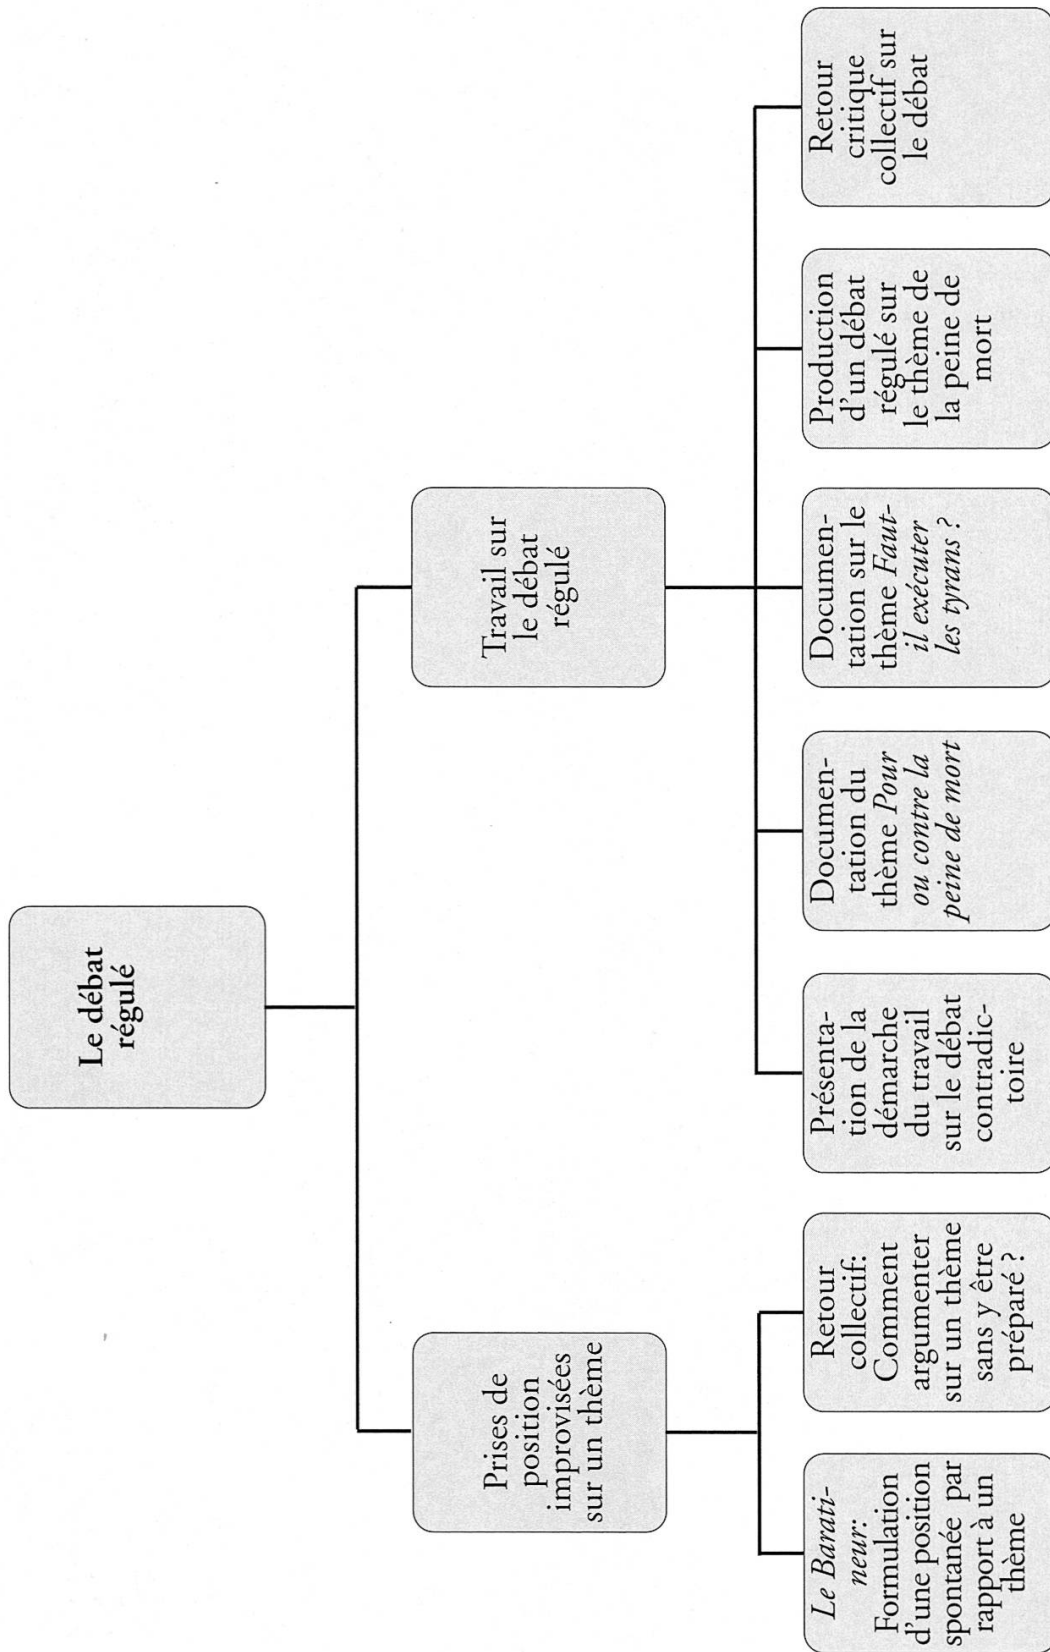 Le débat
régulé
Prises de
position
improvisées
sur un thème
Travail sur
le débat
régulé
Le Barati-
neur:
Formulation
d'une position
spontanée par
rapport à un
thème
Retour
collectif:
Comment
argumenter
sur un thème
sans y être
préparé ?
Présenta-
tion de la
démarche
du travail
sur le débat
contradic-
toire
Documen-
tation du
thème Pour
ou contre la
peine de mort
Documen-
tation sur le
thème Faut-
il exécuter
les tyrans ?
Production
d'un débat
régulé sur
le thème de
la peine de
mort
Retour
critique
collectif sur
le débat